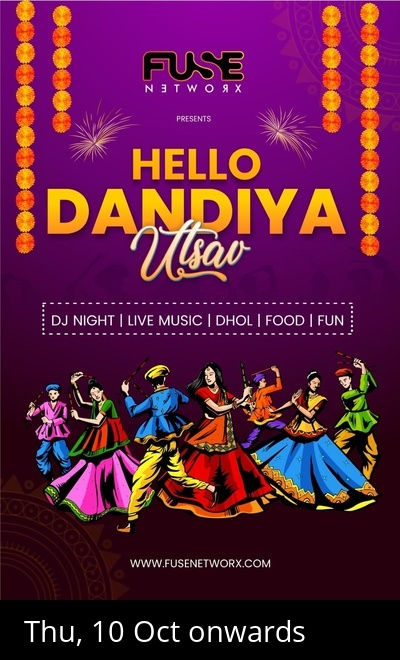 FUSE
NETWORX
PRESENTS
HELLO
DANDIYA
Utsav
DJ NIGHT | LIVE MUSIC | DHOL | FOOD | FUN
WWW.FUSENETWORX.COM
Thu, 10 Oct onwards